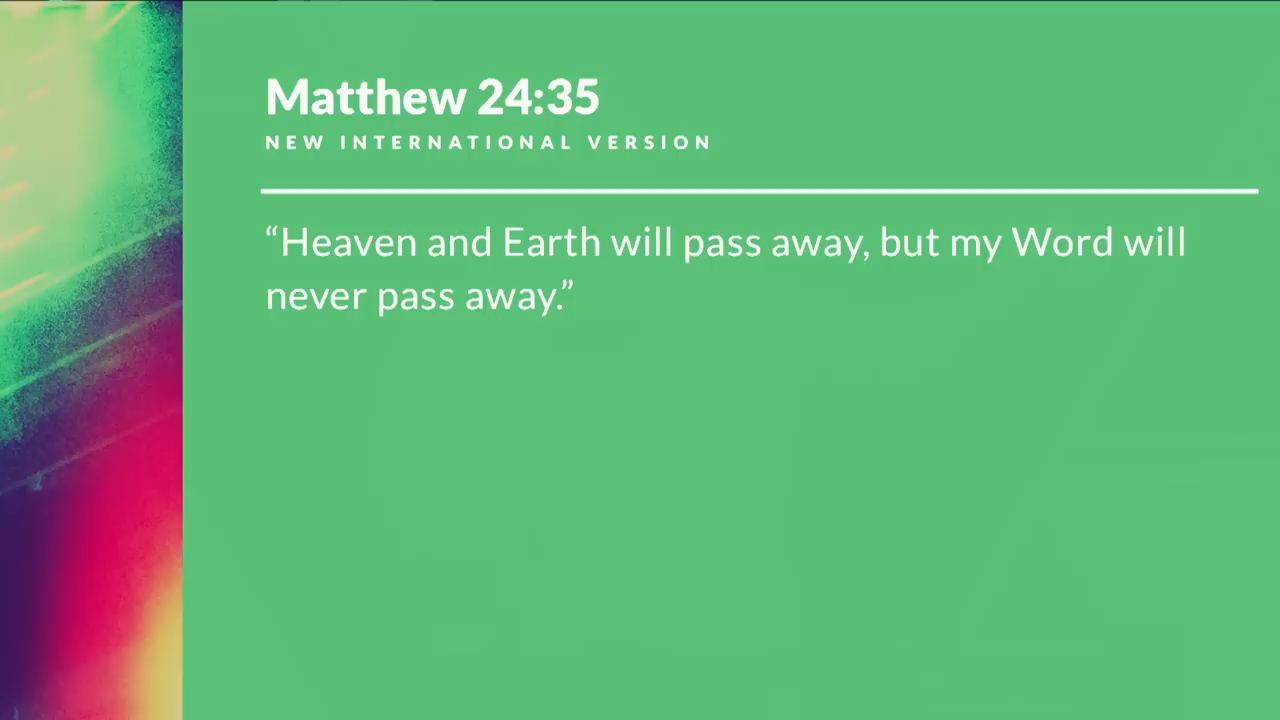 Matthew 24:35
NEW INTERNATIONAL VERSION
“Heaven and Earth will pass away, but my Word will
never pass away.”